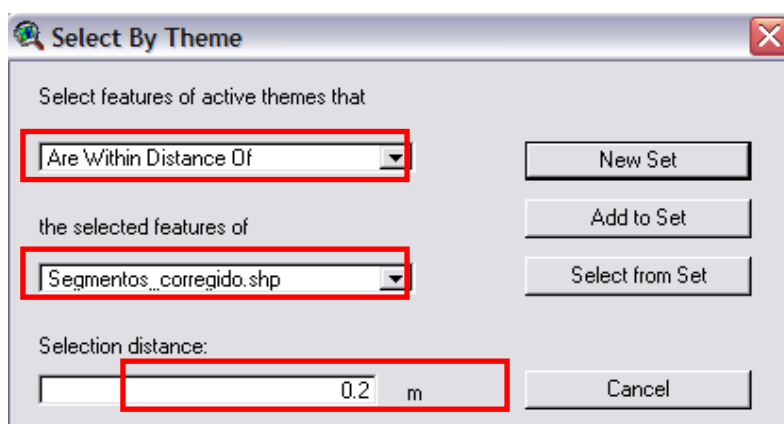 Select By Theme
Select features of active themes that
Are Within Distance Of
New Set
the selected features of
Add to Set
Segmentos_corregido.shp
Select from Set
Selection distance:
0.2 m
Cancel